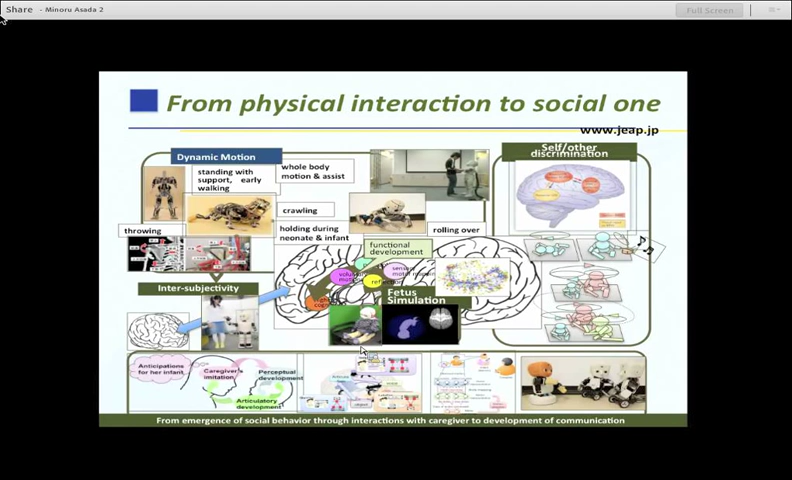 Share - Minoru Asada 2
Full Screen
From physical interaction to social one
www.jeap.jp
Dynamic Motion
standing with
support, early
walking
whole body
motion & assist
Self/other
discrimination
crawling
throwing
holding during
neonate & infant
rolling over
functional
development
Inter-subjectivity
Fetus
Simulation
Anticipations
for her infant
Caregiver's
imitation
Perceptual
development
Articulatory
development
From emergence of social behavior through interactions with caregiver to development of communication